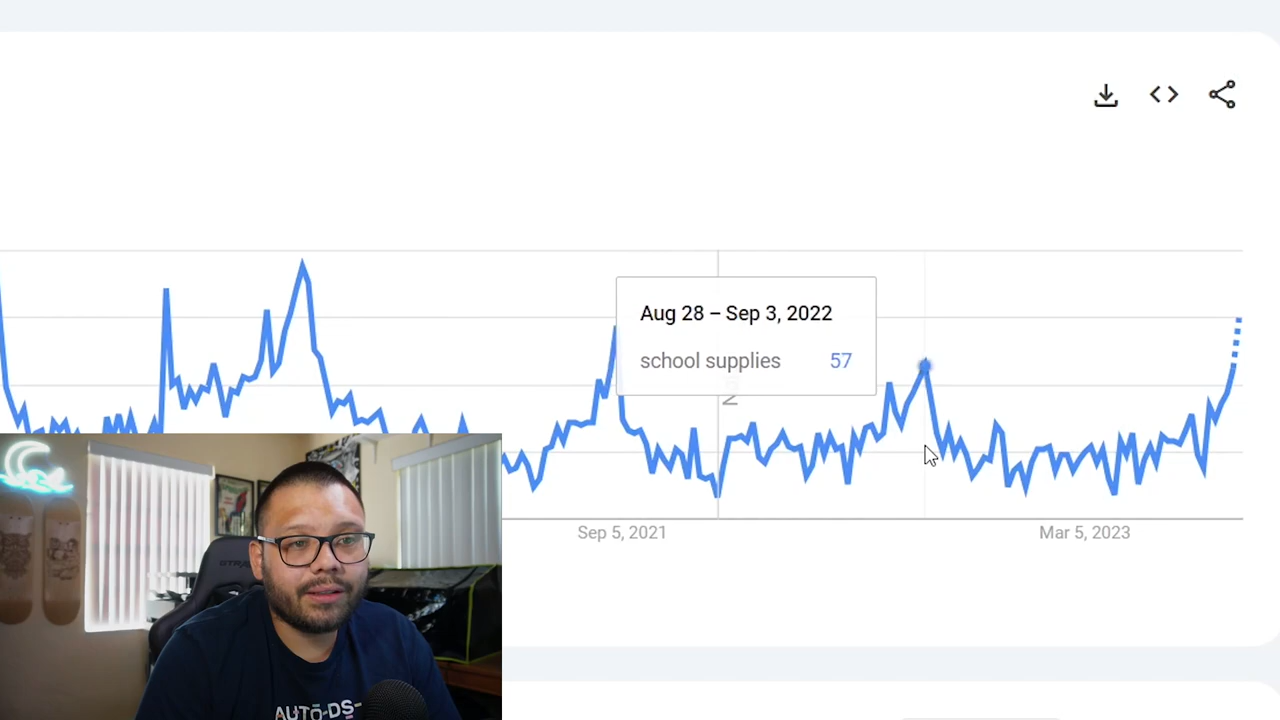 Aug 28 – Sep 3, 2022
school supplies 57
Sep 5, 2021
Mar 5, 2023
AUTO-DS-